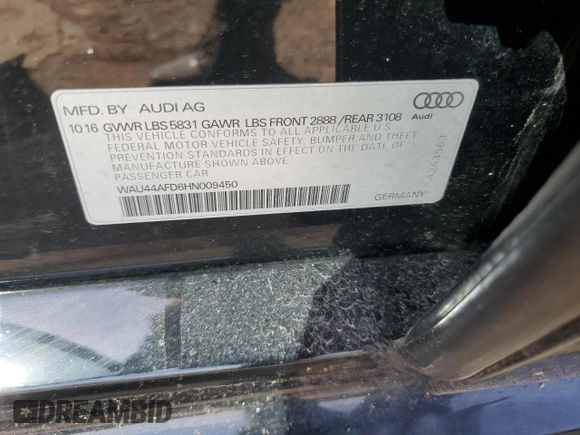 MFD. BY AUDI AG
10 16 GVWR LBS 5831 GAWR LBS FRONT 2888 / REAR 3108
THIS VEHICLE CONFORMS TO ALL APPLICABLE U.S.
FEDERAL MOTOR VEHICLE SAFETY, BUMPER AND THEFT
PREVENTION STANDARDS IN EFFECT ON THE DATE OF
MANUFACTURE SHOWN ABOVE
PASSENGER CAR
WAU44AFD6HN009450
Audi
GERMANY
DREAMBID